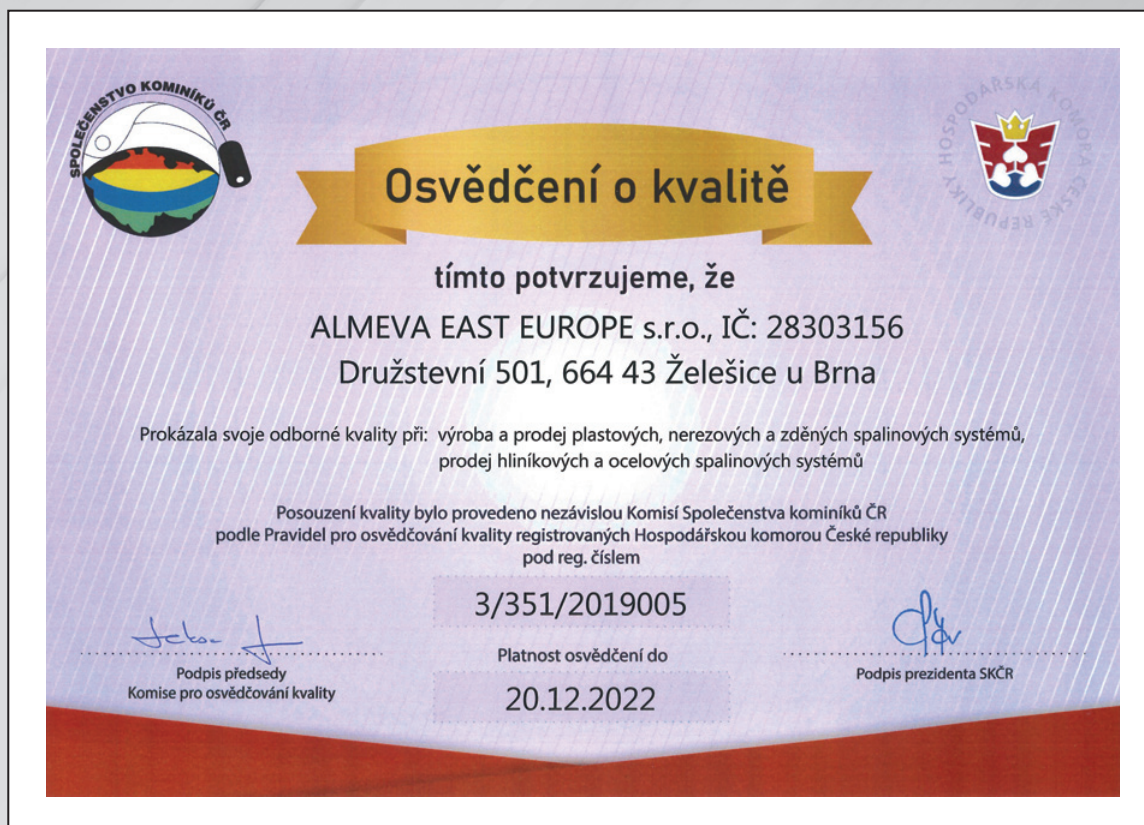 SPOLEČENSTVO KOMINÍKŮ ČR
HOSPODÁŘSKÁ KOMORA ČESKÉ REPUBLIKY
Osvědčení o kvalitě
tímto potvrzujeme, že
ALMEVA EAST EUROPE s.r.o., IČ: 28303156
Družstevní 501, 664 43 Želešice u Brna
Prokázala svoje odborné kvality při: výroba a prodej plastových, nerezových a zděných spalinových systémů,
prodej hliníkových a ocelových spalinových systémů
Posouzení kvality bylo provedeno nezávislou Komisí Společenstva kominíků ČR
podle Pravidel pro osvědčování kvality registrovaných Hospodářskou komorou České republiky
pod reg. číslem
3/351/2019005
Platnost osvědčení do
20.12.2022
Podpis předsedy
Komise pro osvědčování kvality
Podpis prezidenta SKČR